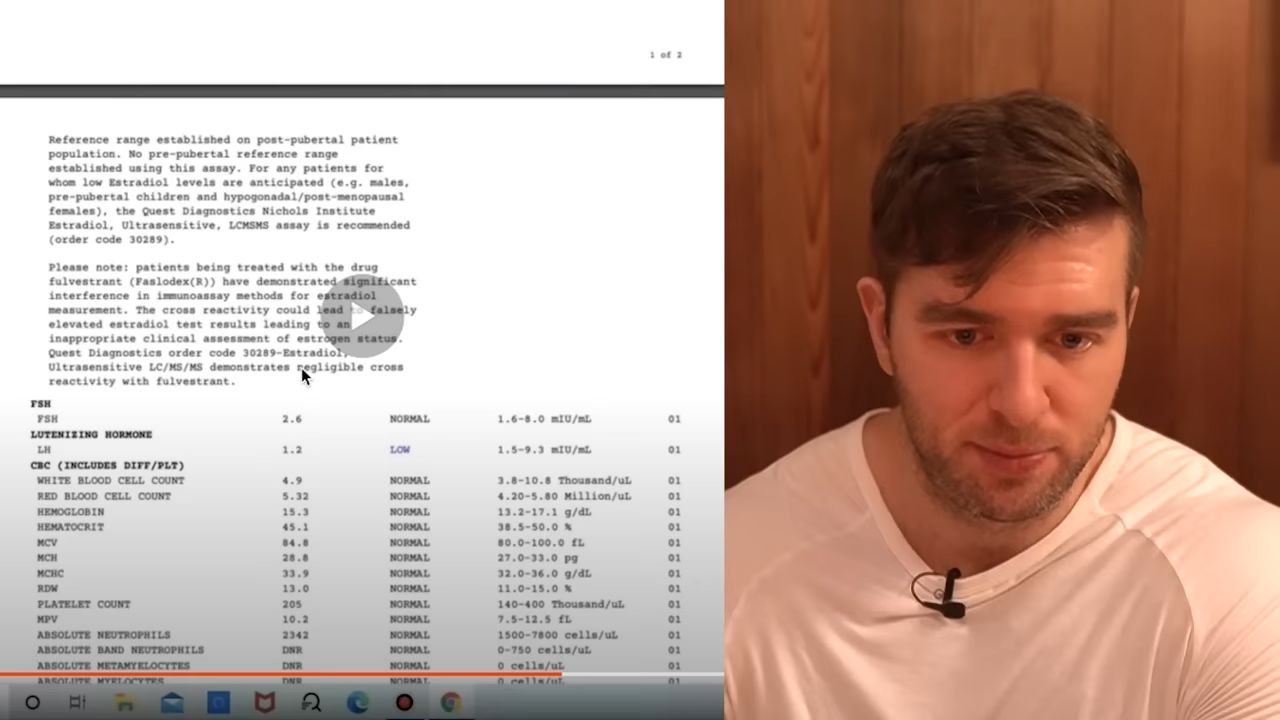 1 of 2
Reference range established on post-pubertal patient
population. No pre-pubertal reference range
established using this assay. For any patients for
whom low Estradiol levels are anticipated (e.g. males,
pre-pubertal children and hypogonadal/post-menopausal
females), the Quest Diagnostics Nichols Institute
Estradiol, Ultrasensitive, LCMSMS assay is recommended
(order code 30289).
Please note: patients being treated with the drug
fulvestrant (Faslodex(R)) have demonstrated significant
interference in immunoassay methods for estradiol
measurement. The cross reactivity could lead to falsely
elevated estradiol test results leading to an
inappropriate clinical assessment of estrogen status.
Quest Diagnostics order code 30289-Estradiol,
Ultrasensitive LC/MS/MS demonstrates negligible cross
reactivity with fulvestrant.
FSH
FSH 2.6 NORMAL 1.6-8.0 mIU/mL 01
LUTENIZING HORMONE
LH 1.2 LOW 1.5-9.3 mIU/mL 01
CBC (INCLUDES DIFF/PLT)
WHITE BLOOD CELL COUNT 4.9 NORMAL 3.8-10.8 Thousand/uL 01
RED BLOOD CELL COUNT 5.32 NORMAL 4.20-5.80 Million/uL 01
HEMOGLOBIN 15.3 NORMAL 13.2-17.1 g/dL 01
HEMATOCRIT 45.1 NORMAL 38.5-50.0 % 01
MCV 84.8 NORMAL 80.0-100.0 fL 01
MCH 28.8 NORMAL 27.0-33.0 pg 01
MCHC 33.9 NORMAL 32.0-36.0 g/dL 01
RDW 13.0 NORMAL 11.0-15.0 % 01
PLATELET COUNT 205 NORMAL 140-400 Thousand/uL 01
MPV 10.2 NORMAL 7.5-12.5 fL 01
ABSOLUTE NEUTROPHILS 2342 NORMAL 1500-7800 cells/uL 01
ABSOLUTE BAND NEUTROPHILS DNR NORMAL 0-750 cells/uL 01
ABSOLUTE METAMYELOCYTES DNR NORMAL 0 cells/uL 01
ABSOLUTE MYELOCYTES DNR NORMAL 0 cells/uL 01